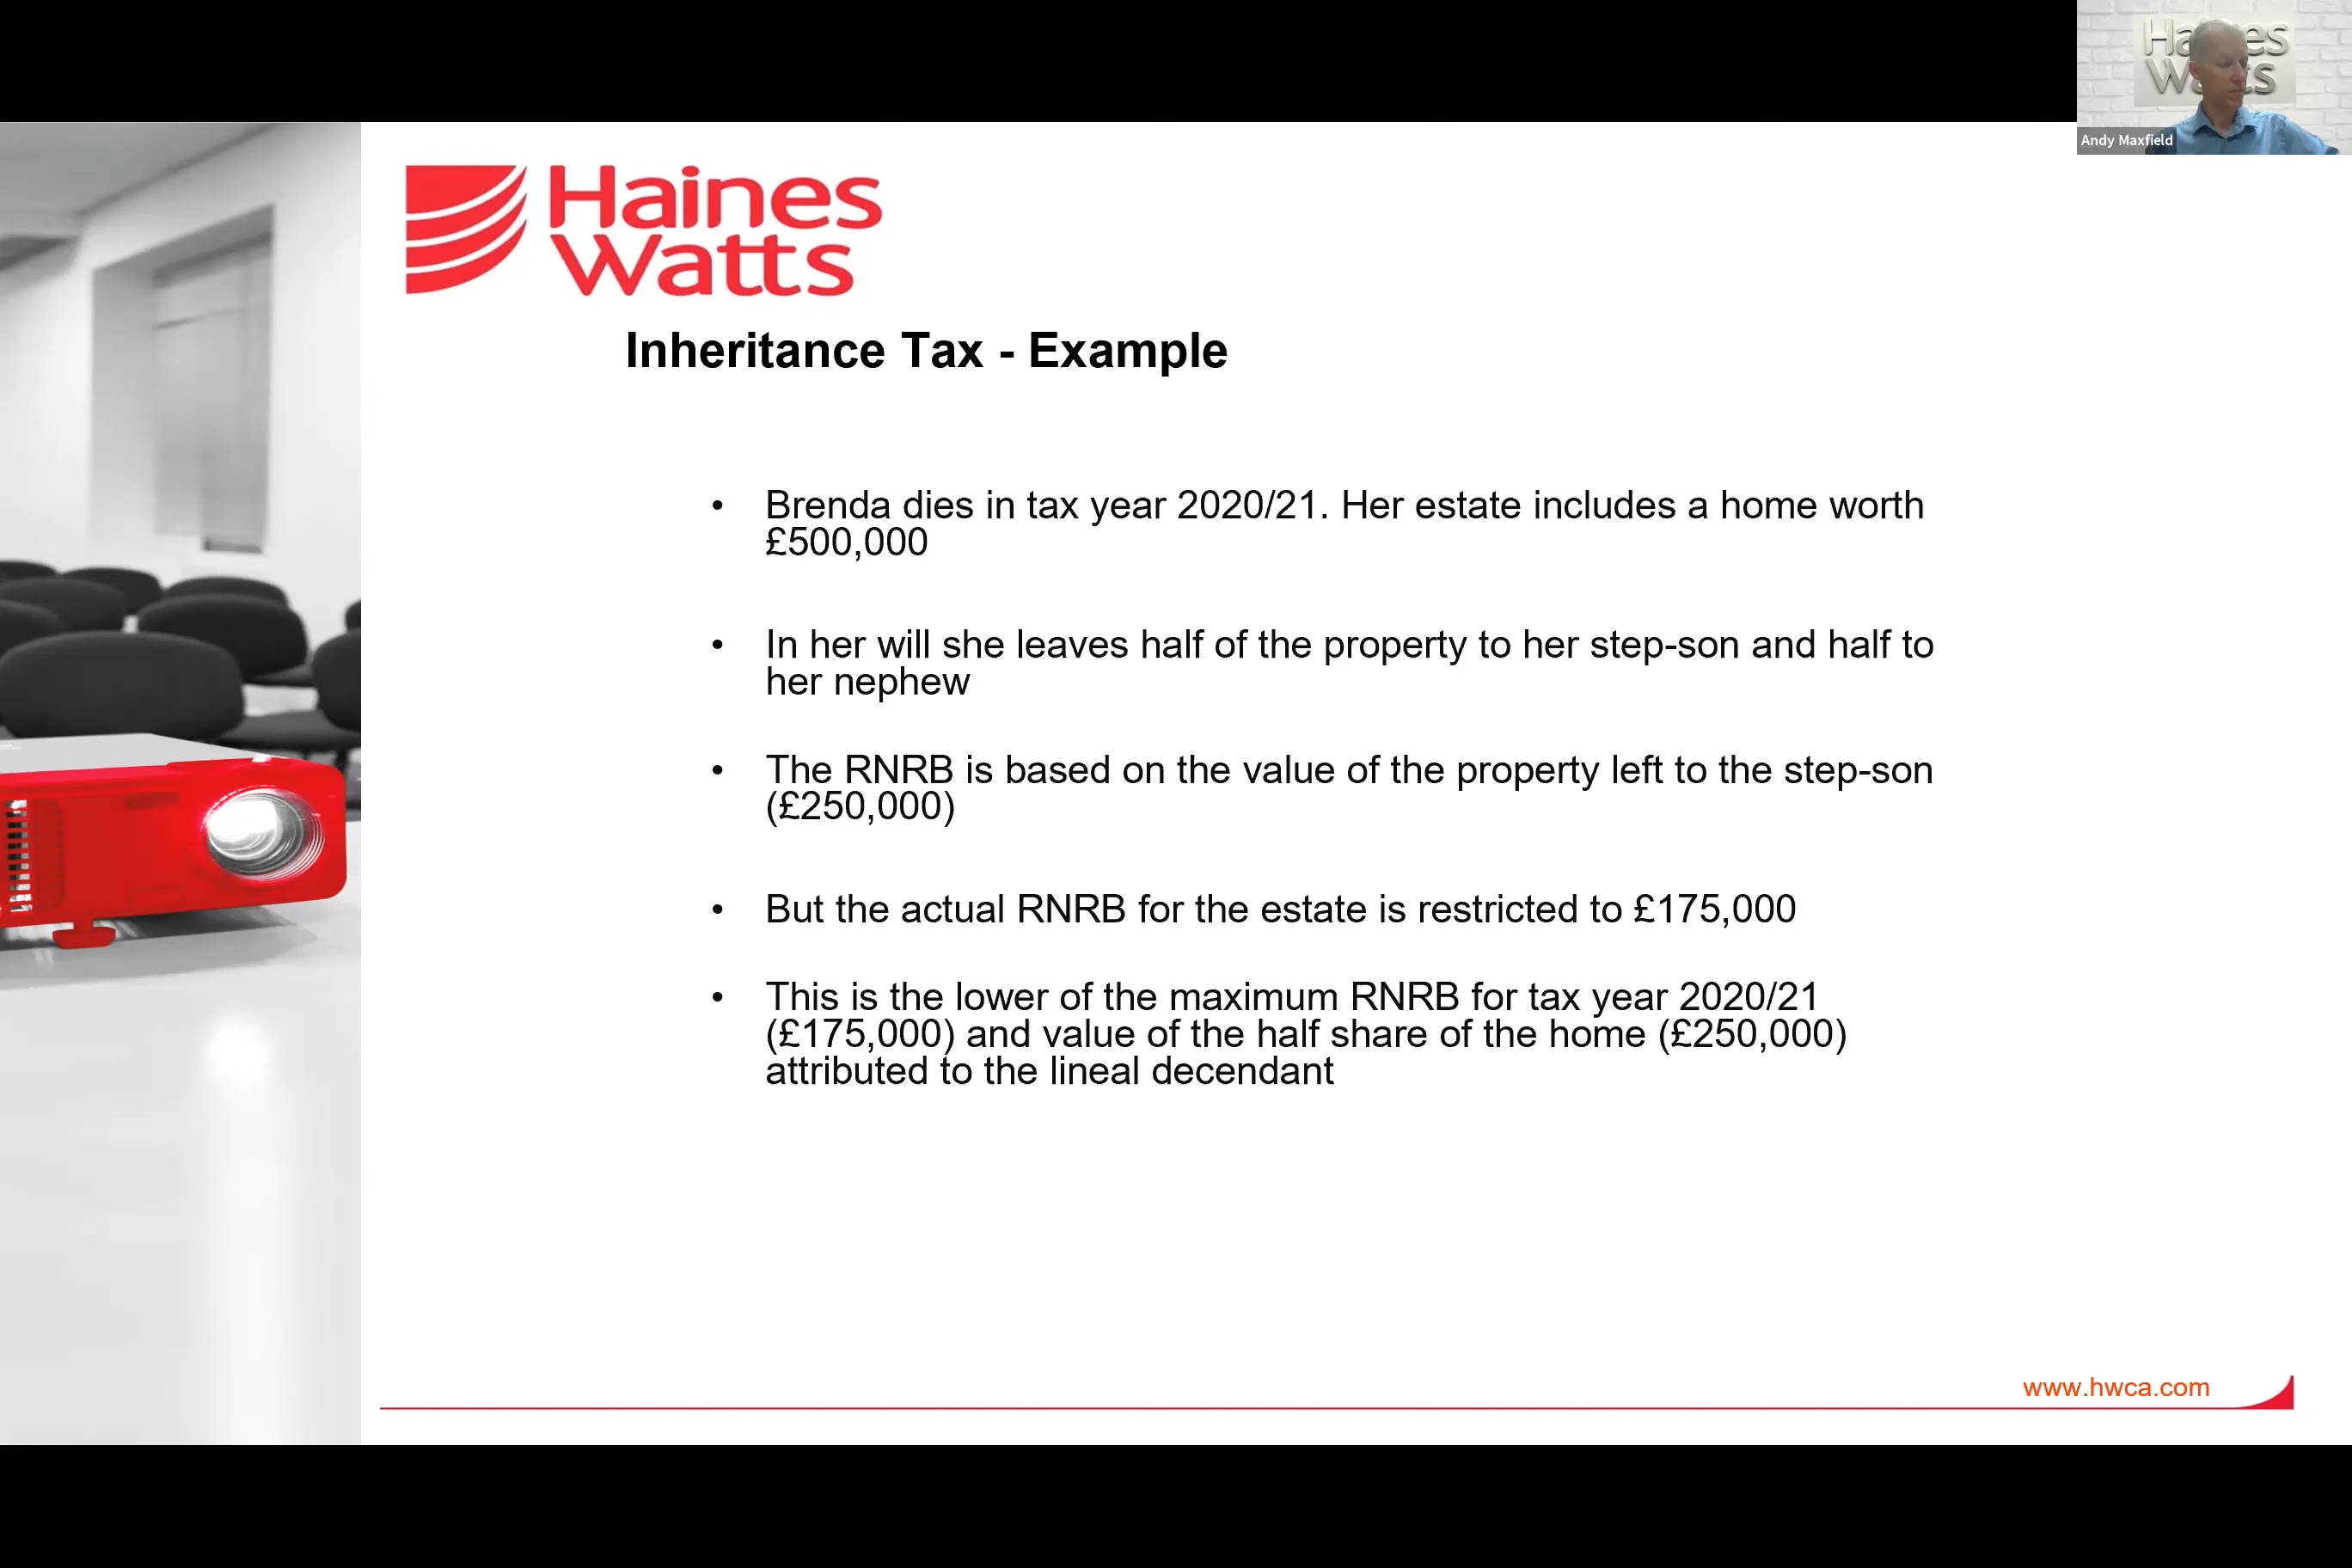 Haines
Watts
Andy Maxfield
Haines
Watts
Inheritance Tax - Example
• Brenda dies in tax year 2020/21. Her estate includes a home worth
£500,000
• In her will she leaves half of the property to her step-son and half to
her nephew
• The RNRB is based on the value of the property left to the step-son
(£250,000)
• But the actual RNRB for the estate is restricted to £175,000
• This is the lower of the maximum RNRB for tax year 2020/21
(£175,000) and value of the half share of the home (£250,000)
attributed to the lineal decendant
www.hwca.com